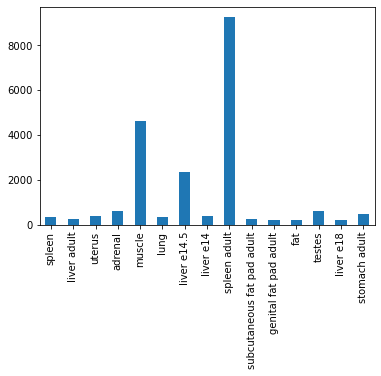 8000
6000
4000
2000
0
spleen
liver adult
uterus
adrenal
muscle
lung
liver e14.5
liver e14
spleen adult
subcutaneous fat pad adult
genital fat pad adult
fat
testes
liver e18
stomach adult